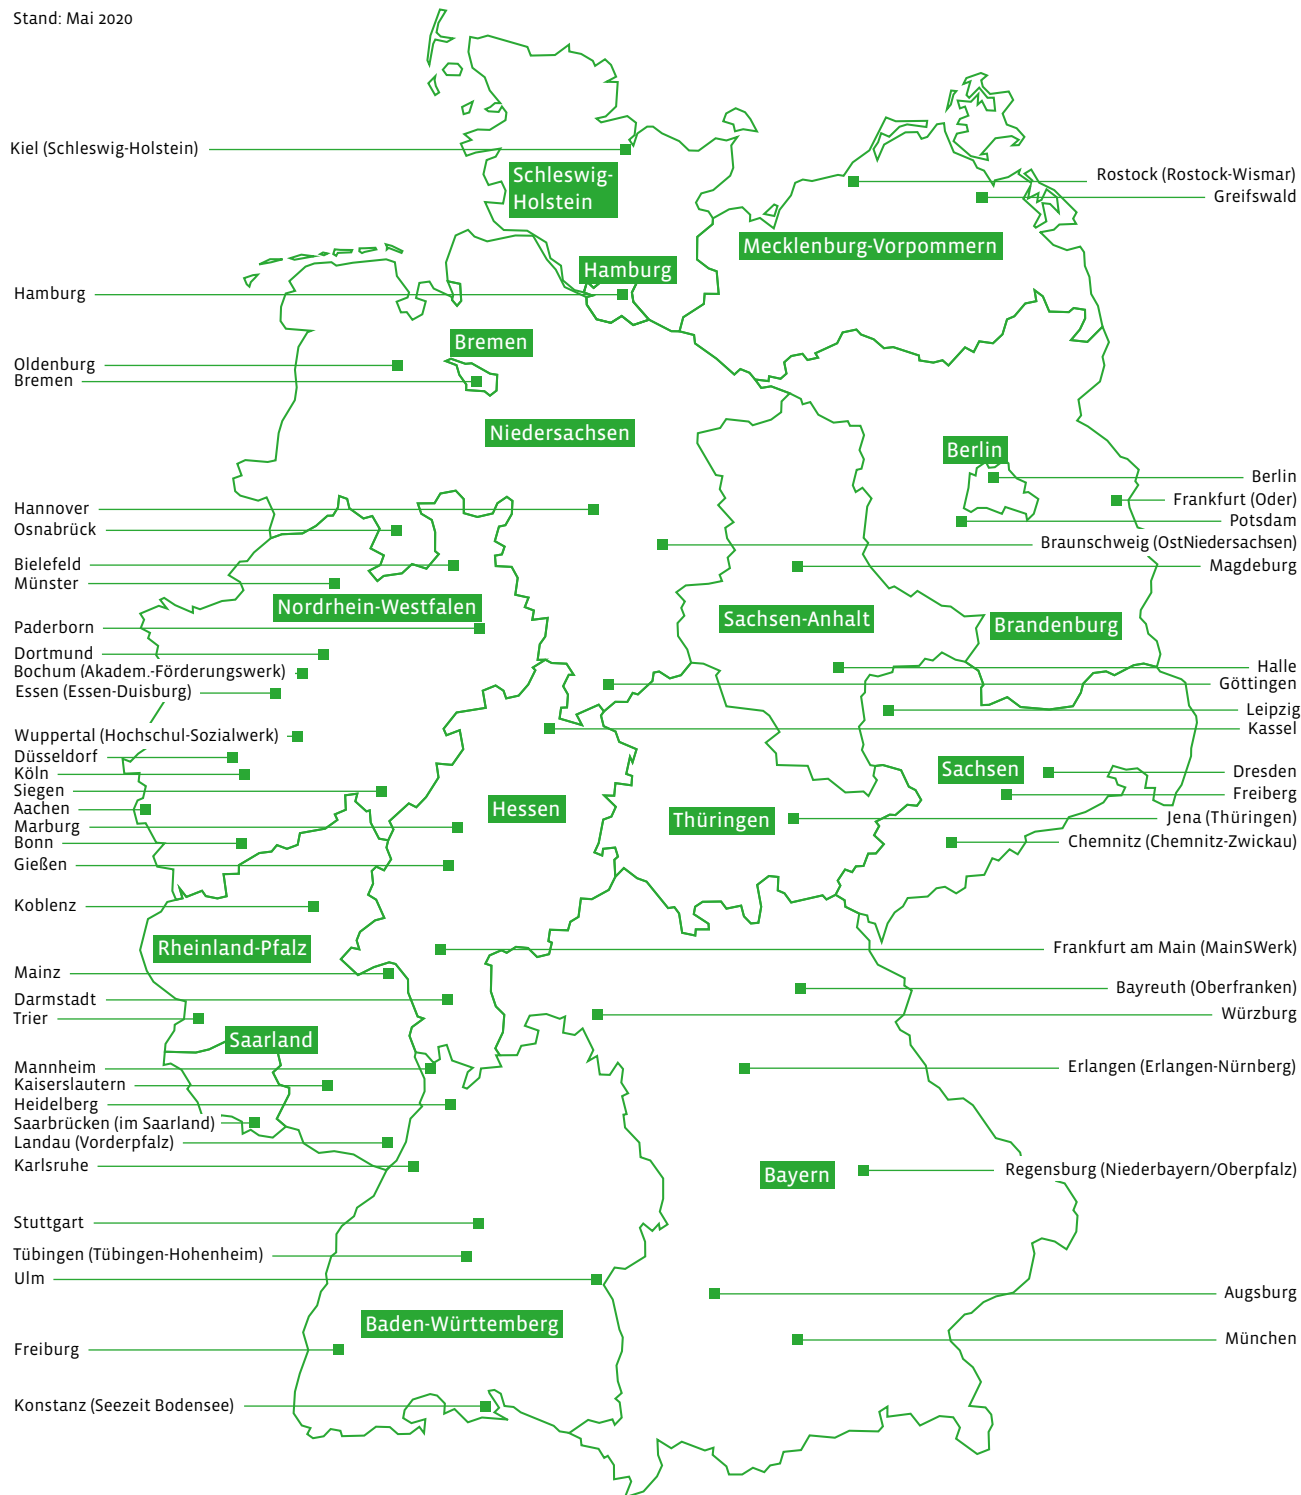 Stand: Mai 2020
Kiel (Schleswig-Holstein)
Schleswig-
Holstein
Rostock (Rostock-Wismar)
Greifswald
Mecklenburg-Vorpommern
Hamburg
Hamburg
Bremen
Oldenburg
Bremen
Niedersachsen
Berlin
Berlin
Frankfurt (Oder)
Hannover
Potsdam
Osnabrück
Braunschweig (OstNiedersachsen)
Bielefeld
Magdeburg
Münster
Nordrhein-Westfalen
Sachsen-Anhalt
Brandenburg
Paderborn
Dortmund
Halle
Bochum (Akadem.-Förderungswerk)
Göttingen
Essen (Essen-Duisburg)
Leipzig
Kassel
Wuppertal (Hochschul-Sozialwerk)
Düsseldorf
Sachsen
Köln
Dresden
Siegen
Freiberg
Aachen
Hessen
Thüringen
Jena (Thüringen)
Marburg
Bonn
Chemnitz (Chemnitz-Zwickau)
Gießen
Koblenz
Rheinland-Pfalz
Frankfurt am Main (MainSWerk)
Mainz
Bayreuth (Oberfranken)
Darmstadt
Würzburg
Trier
Saarland
Mannheim
Erlangen (Erlangen-Nürnberg)
Kaiserslautern
Heidelberg
Saarbrücken (im Saarland)
Landau (Vorderpfalz)
Karlsruhe
Bayern
Regensburg (Niederbayern/Oberpfalz)
Stuttgart
Tübingen (Tübingen-Hohenheim)
Ulm
Augsburg
Baden-Württemberg
München
Freiburg
Konstanz (Seezeit Bodensee)